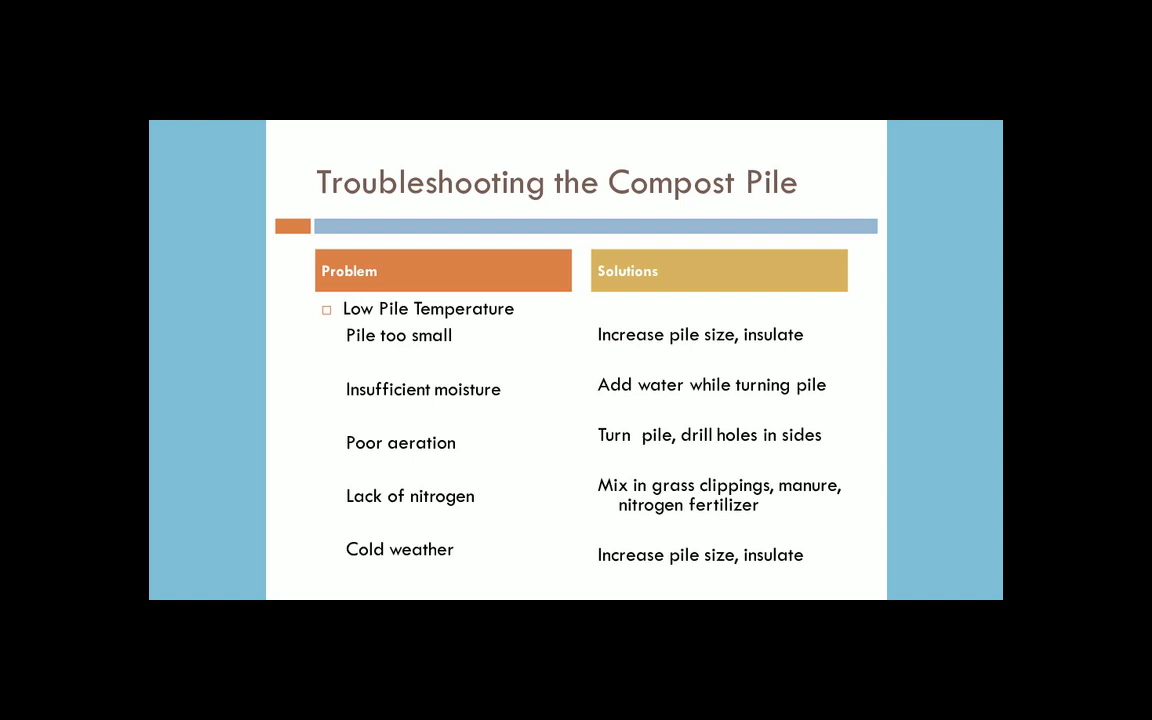 Troubleshooting the Compost Pile
Problem
Solutions
Low Pile Temperature
Pile too small
Increase pile size, insulate
Insufficient moisture
Add water while turning pile
Poor aeration
Turn  pile, drill holes in sides
Lack of nitrogen
Mix in grass clippings, manure,
nitrogen fertilizer
Cold weather
Increase pile size, insulate